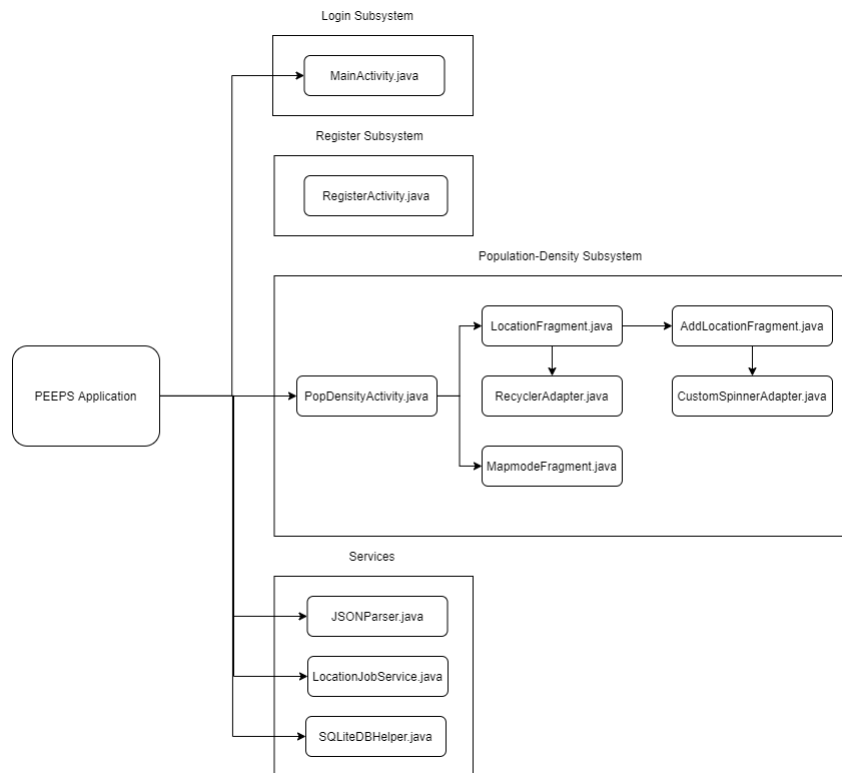 Login Subsystem
MainActivity.java
Register Subsystem
RegisterActivity.java
Population-Density Subsystem
LocationFragment.java
AddLocationFragment.java
PEEPS Application
PopDensityActivity.java
RecyclerAdapter.java
CustomSpinnerAdapter.java
MapmodeFragment.java
Services
JSONParser.java
LocationJobService.java
SQLiteDBHelper.java